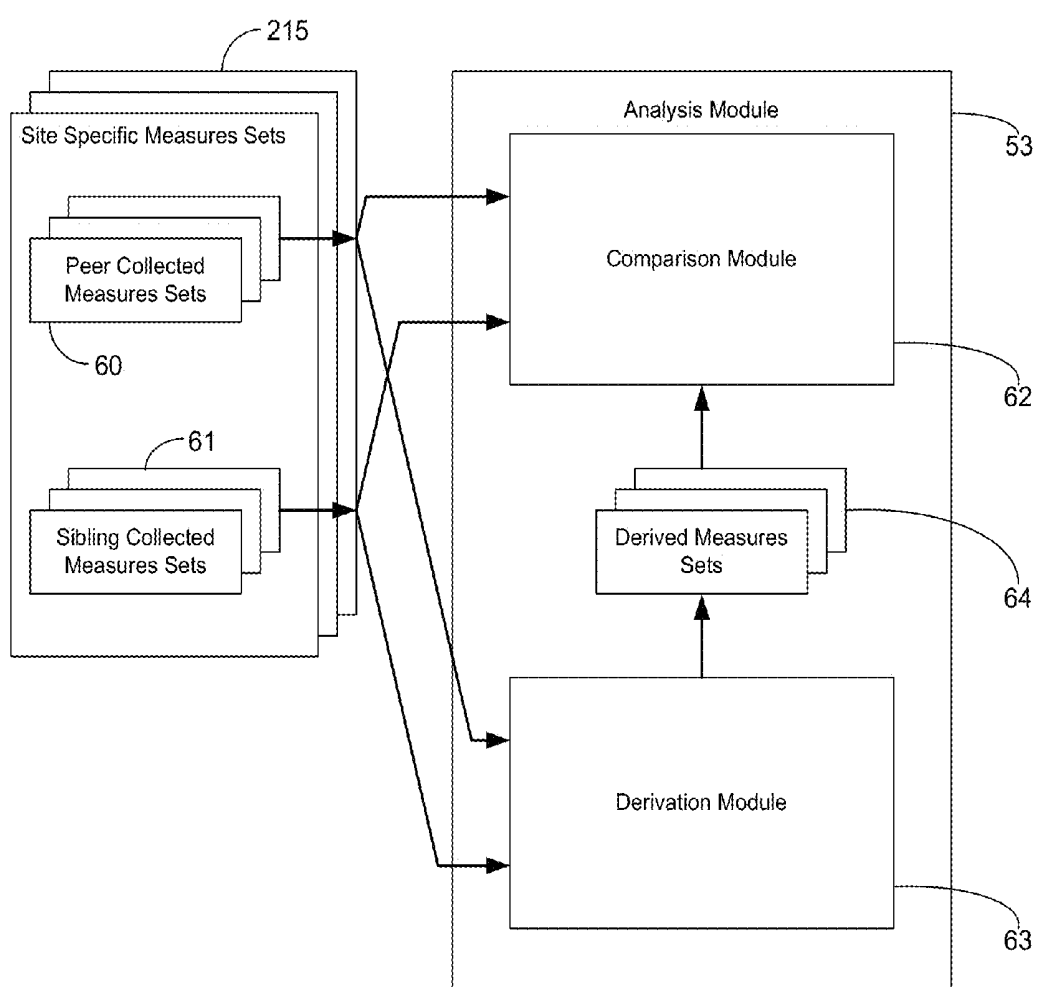 215
Analysis Module
53
Site Specific Measures Sets
Peer Collected
Measures Sets
60
Comparison Module
62
61
Sibling Collected
Measures Sets
Derived Measures
Sets
64
Derivation Module
63